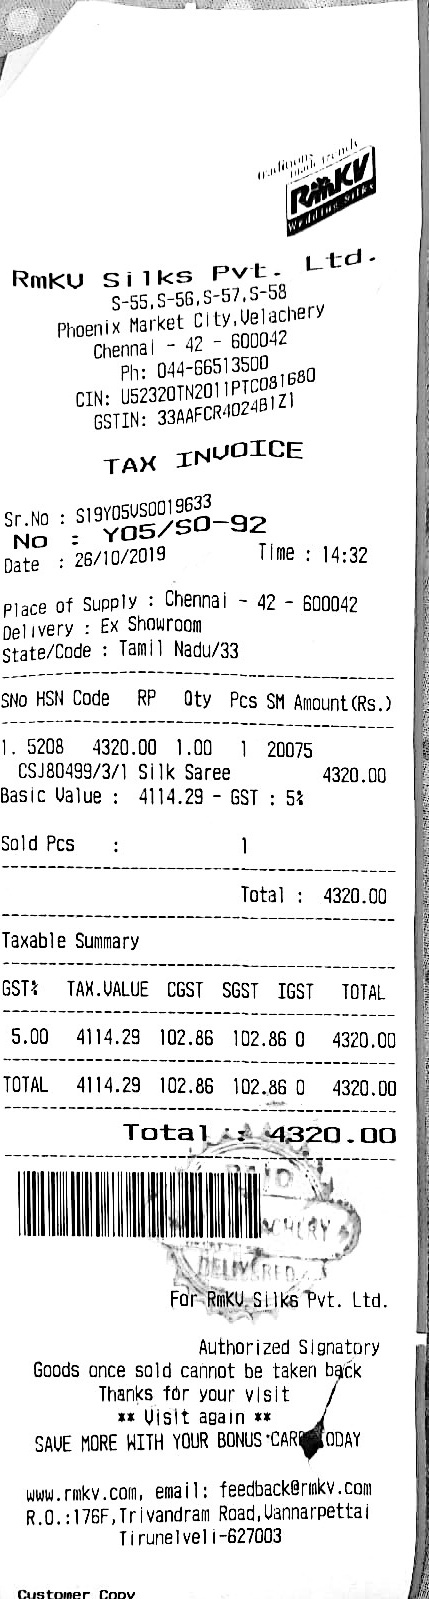 traditions made trendy
RmKV
RmKV Silks Pvt. Ltd.
S-55,S-56,S-57,S-58
Phoenix Market City,Velachery
Chennai - 42 - 600042
Ph: 044-66513500
CIN: U52320TN2011PTC081680
GSTIN: 33AAFCR4024B1Z1
TAX INVOICE
Sr.No : S19Y05VS0019633
No : Y05/SO-92
Date : 26/10/2019 Time : 14:32
Place of Supply : Chennai - 42 - 600042
Delivery : Ex Showroom
State/Code : Tamil Nadu/33
SNo HSN Code RP Qty Pcs SM Amount(Rs.)
1. 5208 4320.00 1.00 1 20075
CSJ80499/3/1 Silk Saree 4320.00
Basic Value : 4114.29 - GST : 5%
Sold Pcs : 1
Total : 4320.00
Taxable Summary
GST% TAX.VALUE CGST SGST IGST TOTAL
5.00 4114.29 102.86 102.86 0 4320.00
TOTAL 4114.29 102.86 102.86 0 4320.00
Total : 4320.00
PAID
DELIVERED
For RmKV Silks Pvt. Ltd.
Authorized Signatory
Goods once sold cannot be taken back
Thanks for your visit
** Visit again **
SAVE MORE WITH YOUR BONUS CARD TODAY
www.rmkv.com, email: feedback@rmkv.com
R.O.:176F,Trivandram Road,Vannarpettai
Tirunelveli-627003
Customer Copy